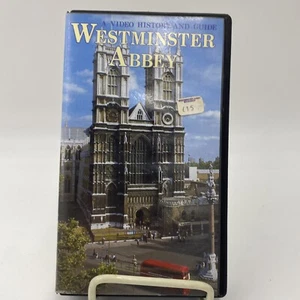 A VIDEO HISTORY AND GUIDE
WESTMINSTER
ABBEY